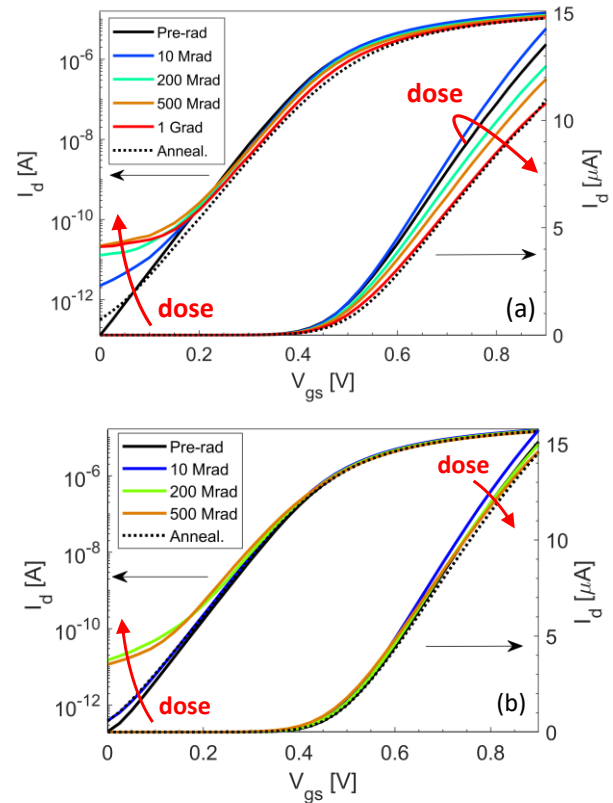 Pre-rad
10 Mrad
200 Mrad
500 Mrad
1 Grad
Anneal.
10^-6
10^-8
10^-10
10^-12
I_d [A]
15
10
5
0
I_d [μA]
dose
dose
(a)
0
0.2
0.4
0.6
0.8
V_gs [V]
Pre-rad
10 Mrad
200 Mrad
500 Mrad
Anneal.
10^-6
10^-8
10^-10
10^-12
I_d [A]
15
10
5
0
I_d [μA]
dose
dose
(b)
0
0.2
0.4
0.6
0.8
V_gs [V]